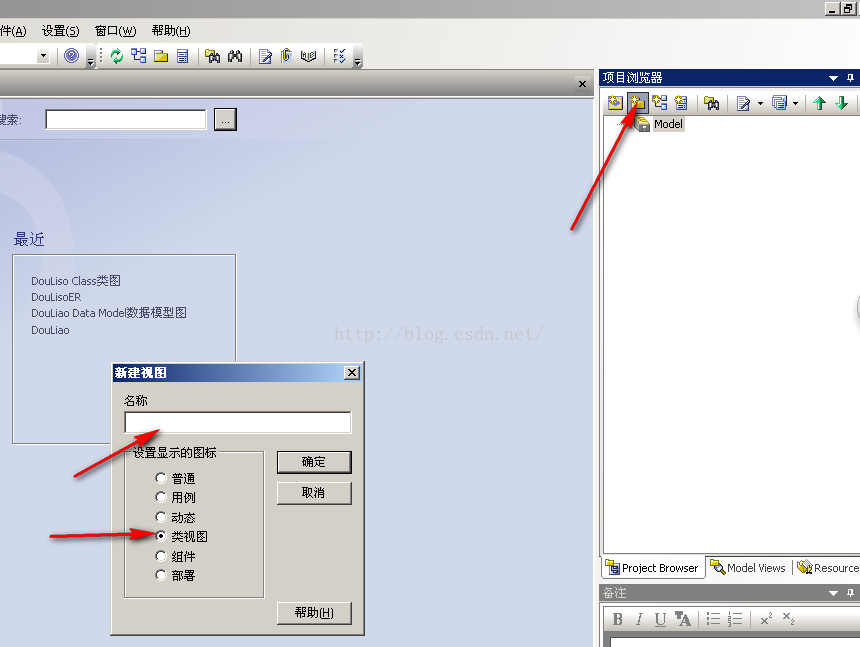 件(A) 设置(S) 窗口(W) 帮助(H)
项目浏览器
搜索:
...
Model
最近
DouLiso Class类图
DouLisoER
DouLiao Data Model数据模型图
DouLiao
http://blog.csdn.net/
新建视图
名称
设置显示的图标
确定
普通
取消
用例
动态
类视图
组件
部署
帮助(H)
Project Browser Model Views Resource
备注
B I U A x² x₂